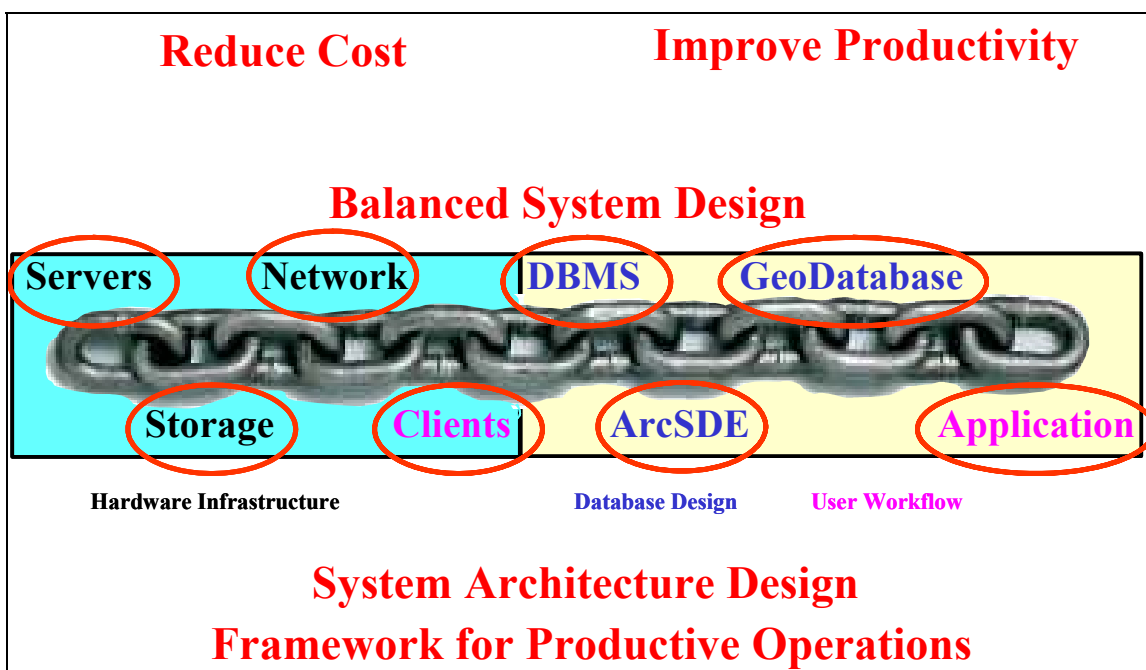 Reduce Cost
Improve Productivity
Balanced System Design
Servers
Network
DBMS
GeoDatabase
Storage
Clients
ArcSDE
Application
Hardware Infrastructure
Database Design
User Workflow
System Architecture Design
Framework for Productive Operations